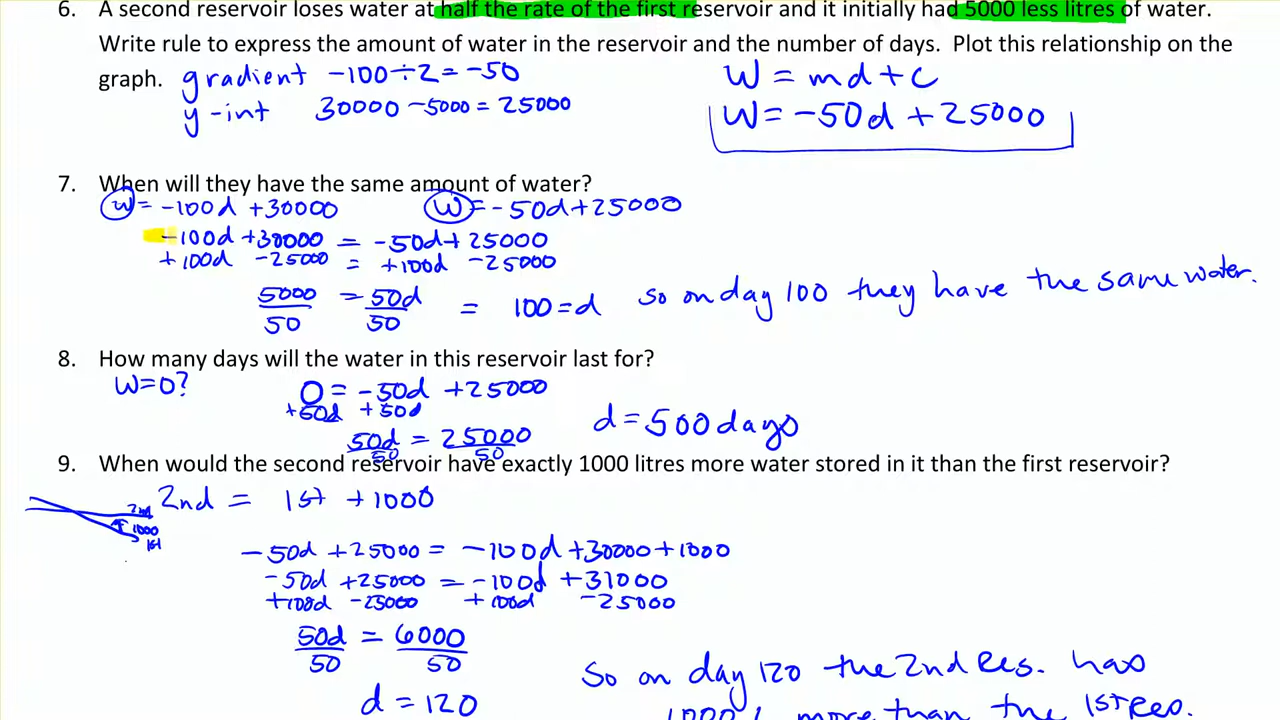 6. A second reservoir loses water at half the rate of the first reservoir and it initially had 5000 less litres of water.
Write rule to express the amount of water in the reservoir and the number of days. Plot this relationship on the
graph. gradient -100 ÷ 2 = -50
y-int 30000 - 5000 = 25000
W = md + c
W = -50d + 25000
7. When will they have the same amount of water?
W = -100d + 30000 W = -50d + 25000
-100d + 30000 = -50d + 25000
+100d - 25000 = +100d - 25000
5000/50 = 50d/50 = 100 = d so on day 100 they have the same water.
8. How many days will the water in this reservoir last for?
W = 0? 0 = -50d + 25000
+50d +50d
50d/50 = 25000/50 d = 500 days
9. When would the second reservoir have exactly 1000 litres more water stored in it than the first reservoir?
2nd
1000
1st
2nd = 1st + 1000
-50d + 25000 = -100d + 30000 + 1000
-50d + 25000 = -100d + 31000
+100d - 25000 +100d - 25000
50d/50 = 6000/50
d = 120
So on day 120 the 2nd Res. has
1000 L more than the 1st res.